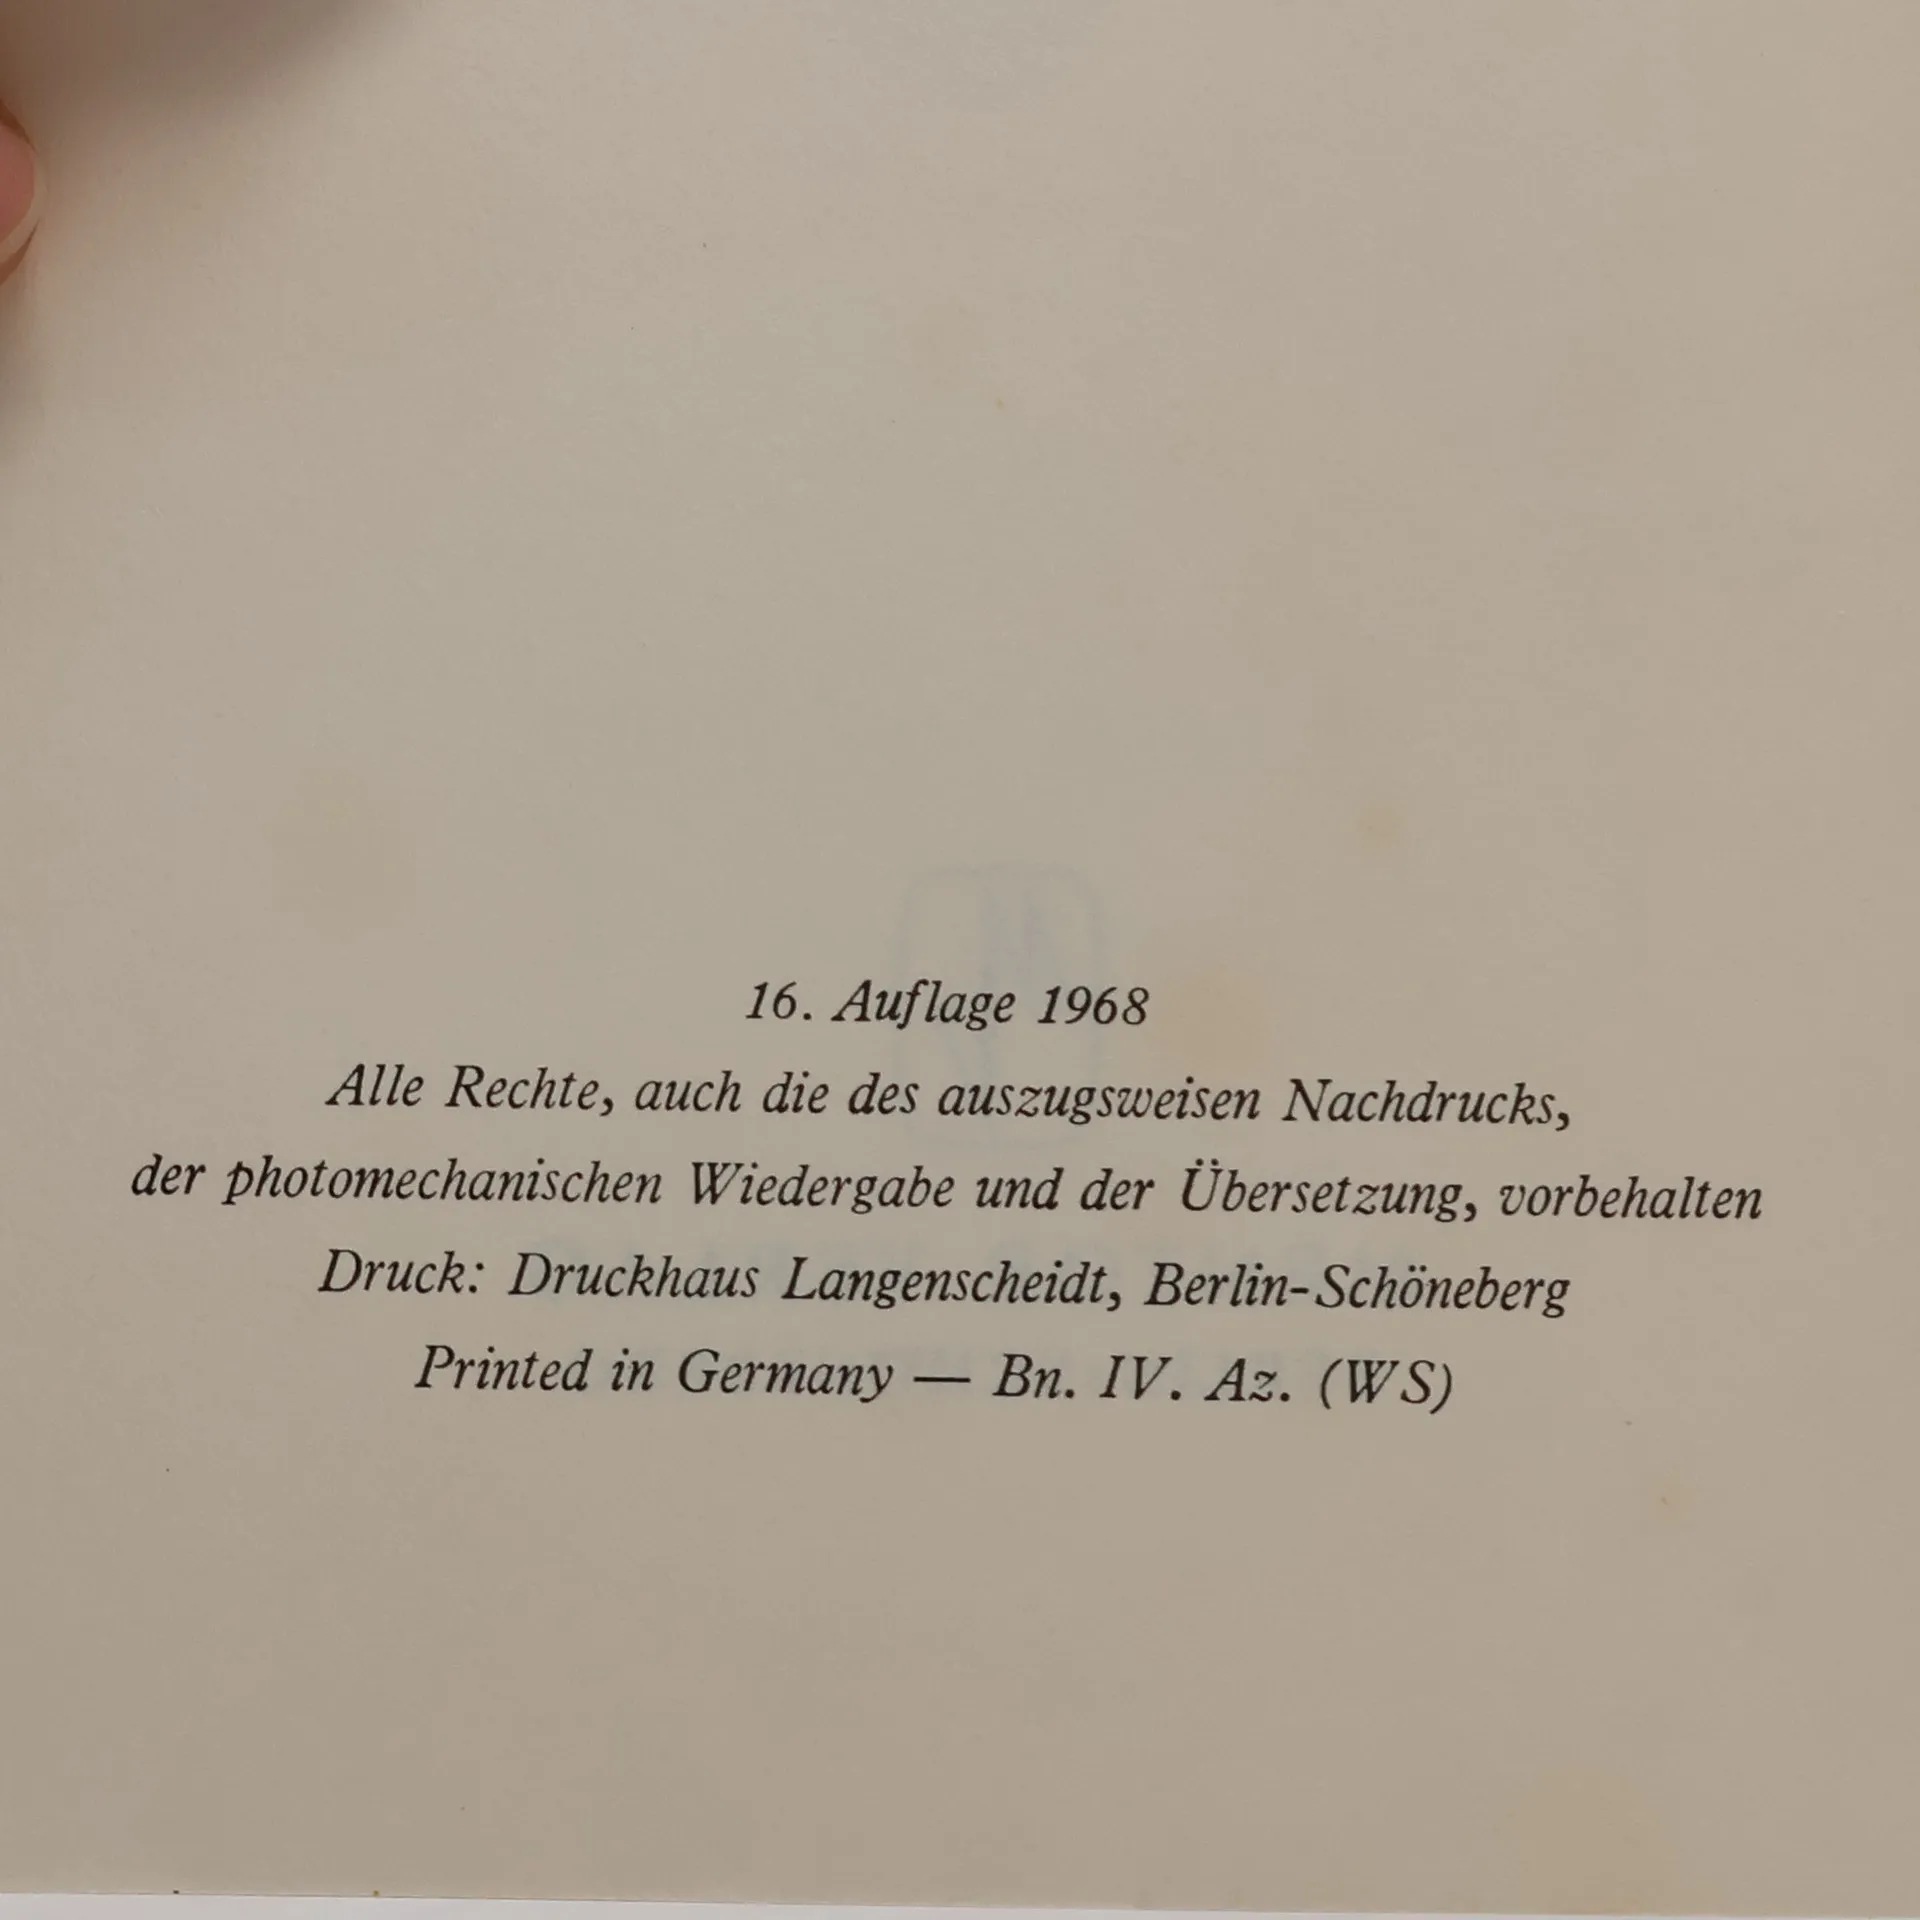 16. Auflage 1968
Alle Rechte, auch die des auszugsweisen Nachdrucks,
der photomechanischen Wiedergabe und der Übersetzung, vorbehalten
Druck: Druckhaus Langenscheidt, Berlin-Schöneberg
Printed in Germany — Bn. IV. Az. (WS)